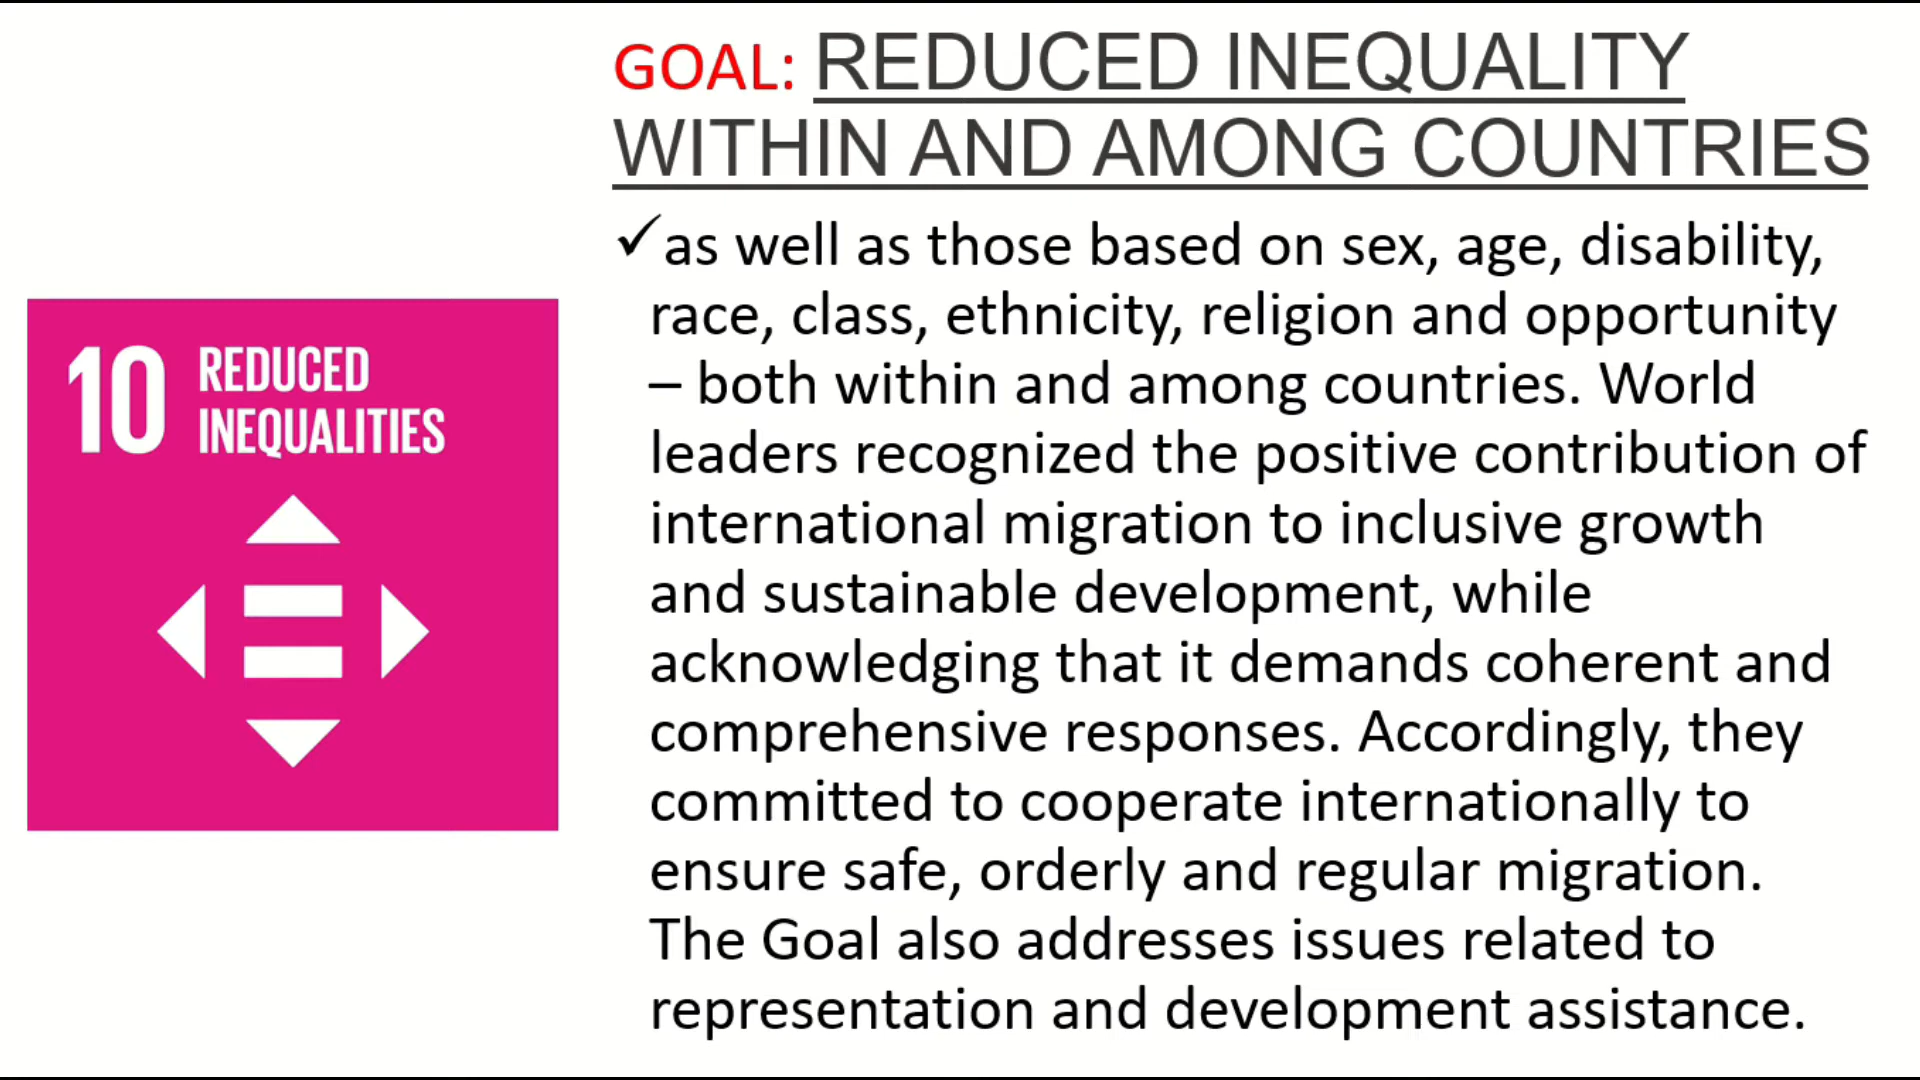 GOAL: REDUCED INEQUALITY
WITHIN AND AMONG COUNTRIES
✓as well as those based on sex, age, disability,
race, class, ethnicity, religion and opportunity
– both within and among countries. World
leaders recognized the positive contribution of
international migration to inclusive growth
and sustainable development, while
acknowledging that it demands coherent and
comprehensive responses. Accordingly, they
committed to cooperate internationally to
ensure safe, orderly and regular migration.
The Goal also addresses issues related to
representation and development assistance.
10 REDUCED
INEQUALITIES